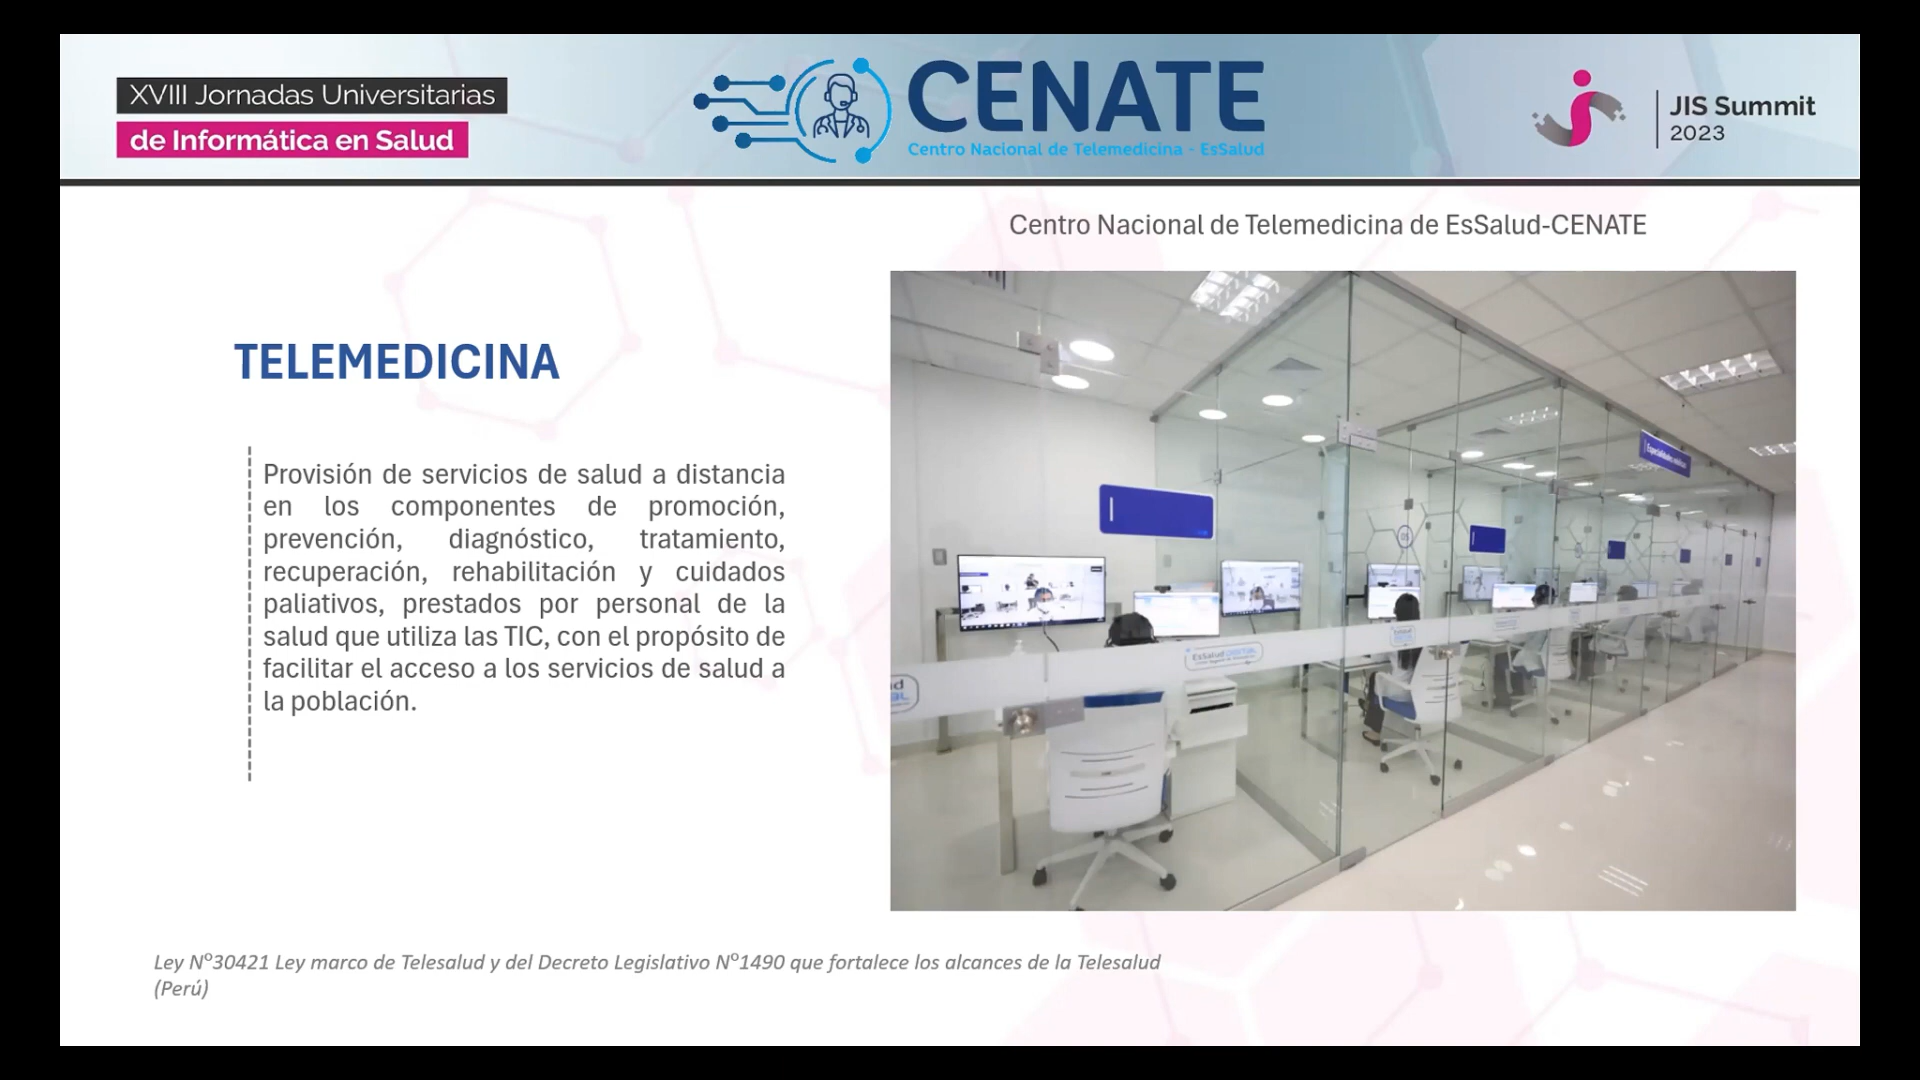 XVIII Jornadas Universitarias
de Informática en Salud
CENATE
Centro Nacional de Telemedicina - EsSalud
JIS Summit
2023
Centro Nacional de Telemedicina de EsSalud-CENATE
TELEMEDICINA
Provisión de servicios de salud a distancia
en los componentes de promoción,
prevención, diagnóstico, tratamiento,
recuperación, rehabilitación y cuidados
paliativos, prestados por personal de la
salud que utiliza las TIC, con el propósito de
facilitar el acceso a los servicios de salud a
la población.
Especialidades médicas
EsSalud DIGITAL
Ley N°30421 Ley marco de Telesalud y del Decreto Legislativo N°1490 que fortalece los alcances de la Telesalud
(Perú)